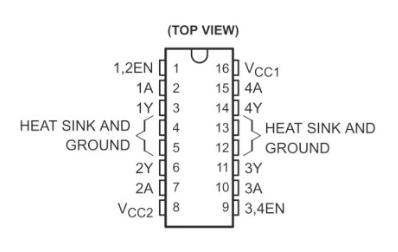 (TOP VIEW)
1,2EN 1 16 VCC1
1A 2 15 4A
1Y 3 14 4Y
HEAT SINK AND GROUND 4 13 HEAT SINK AND GROUND
5 12
2Y 6 11 3Y
2A 7 10 3A
VCC2 8 9 3,4EN